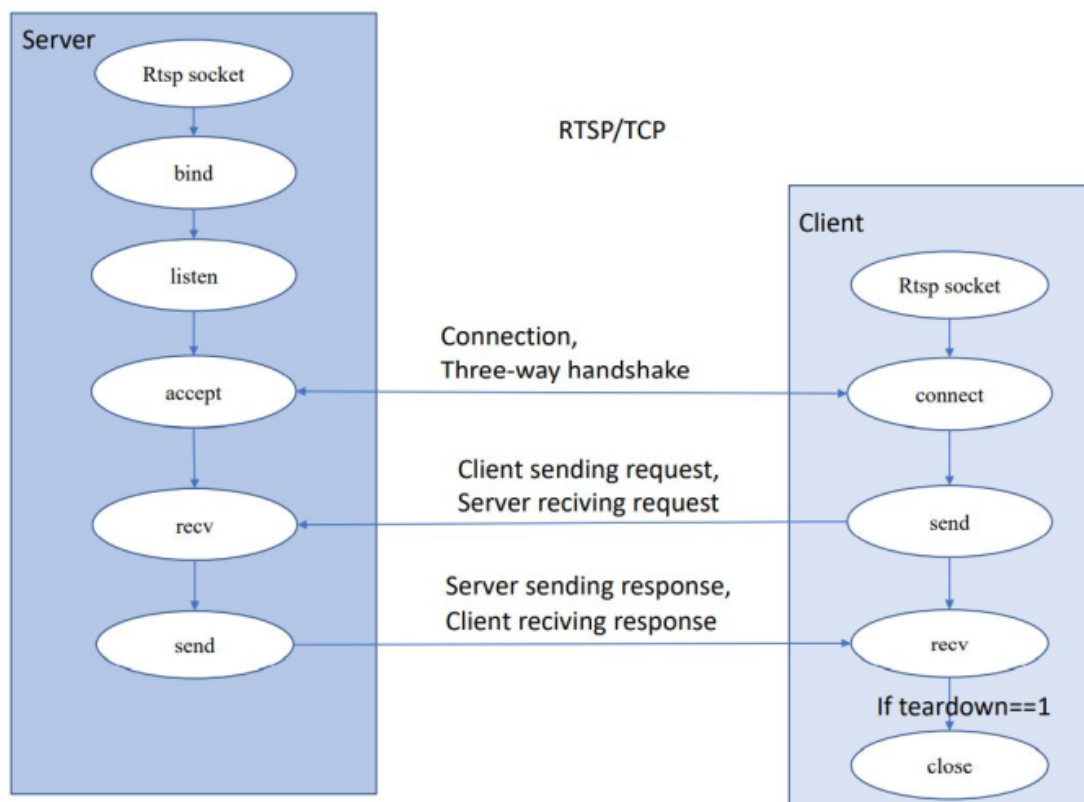 Server
Rtsp socket
bind
listen
accept
recv
send
RTSP/TCP
Connection,
Three-way handshake
Client sending request,
Server reciving request
Server sending response,
Client reciving response
Client
Rtsp socket
connect
send
recv
If teardown==1
close